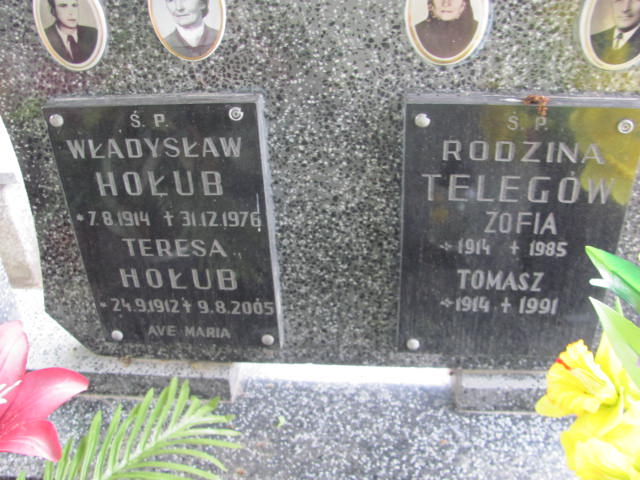 Ś. P.
WŁADYSŁAW
HOŁUB
*7.8.1914 + 31.12.1976
TERESA
HOŁUB
*24.9.1912 + 9.8.2005
AVE MARIA
Ś. P.
RODZINA
TELEGÓW
ZOFIA
*1914 + 1985
TOMASZ
*1914 + 1991